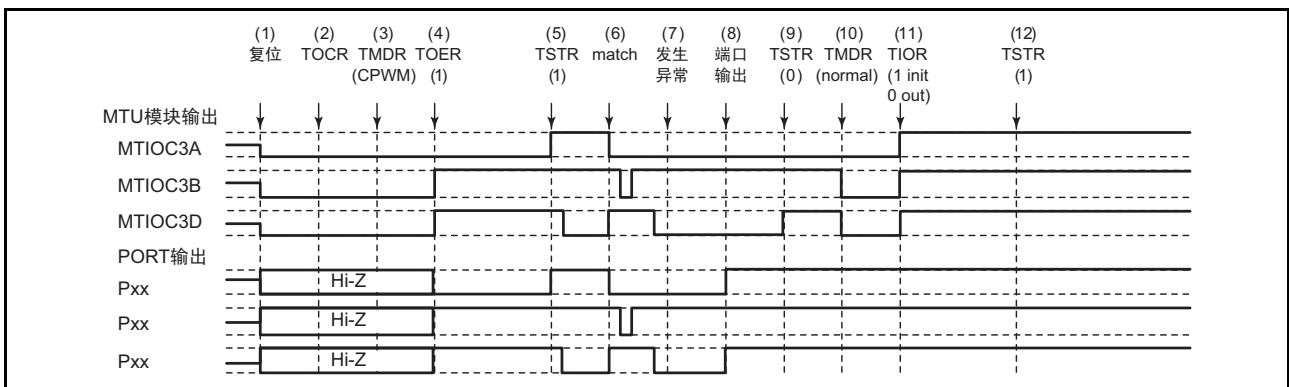 (1) (2) (3) (4) (5) (6) (7) (8) (9) (10) (11) (12)
复位 TOCR TMDR TOER TSTR match 发生 端口 TSTR TMDR TIOR TSTR
(CPWM) (1) (1) 异常 输出 (0) (normal) (1 init (1)
0 out)
MTU模块输出
MTIOC3A
MTIOC3B
MTIOC3D
PORT输出
Pxx Hi-Z
Pxx Hi-Z
Pxx Hi-Z